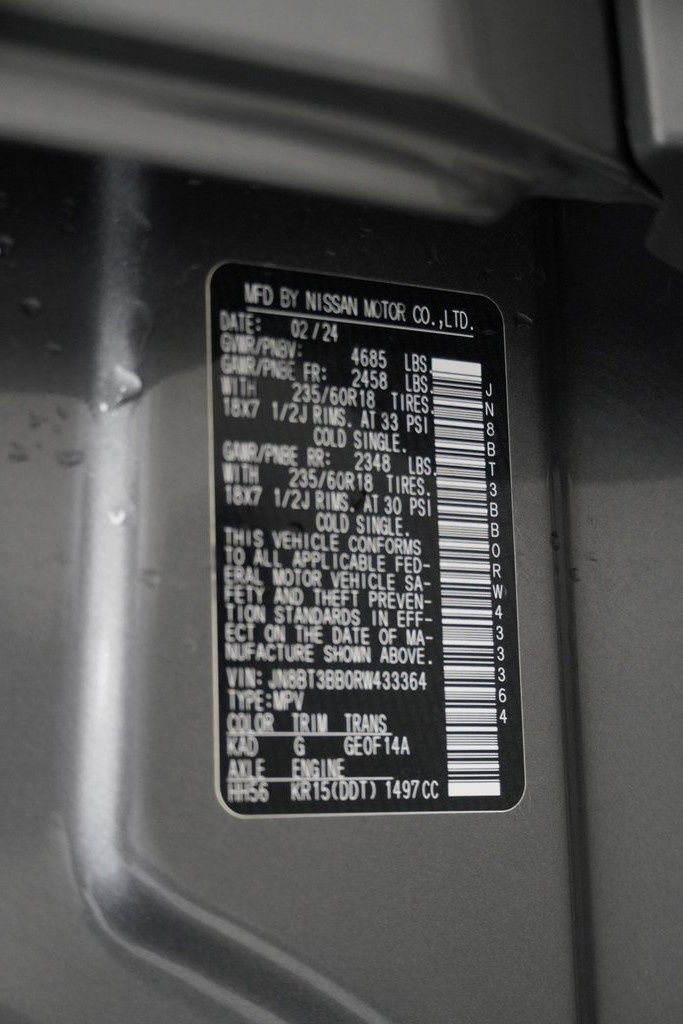 MFD BY NISSAN MOTOR CO.,LTD.
DATE: 02/24
GVWR/PNBV: 4685 LBS.
GAWR/PNBE FR: 2458 LBS.
WITH 235/60R18 TIRES.
18X7 1/2J RIMS. AT 33 PSI
COLD SINGLE.
GAWR/PNBE RR: 2348 LBS.
WITH 235/60R18 TIRES.
18X7 1/2J RIMS. AT 30 PSI
COLD SINGLE.
THIS VEHICLE CONFORMS
TO ALL APPLICABLE FED-
ERAL MOTOR VEHICLE SA-
FETY AND THEFT PREVEN-
TION STANDARDS IN EFF-
ECT ON THE DATE OF MA-
NUFACTURE SHOWN ABOVE.
VIN: JN8BT3BB0RW433364
TYPE:MPV
COLOR TRIM TRANS
KAD G GE0F14A
AXLE ENGINE
HH56 KR15(DDT) 1497CC
JN8BT3BB0RW433364